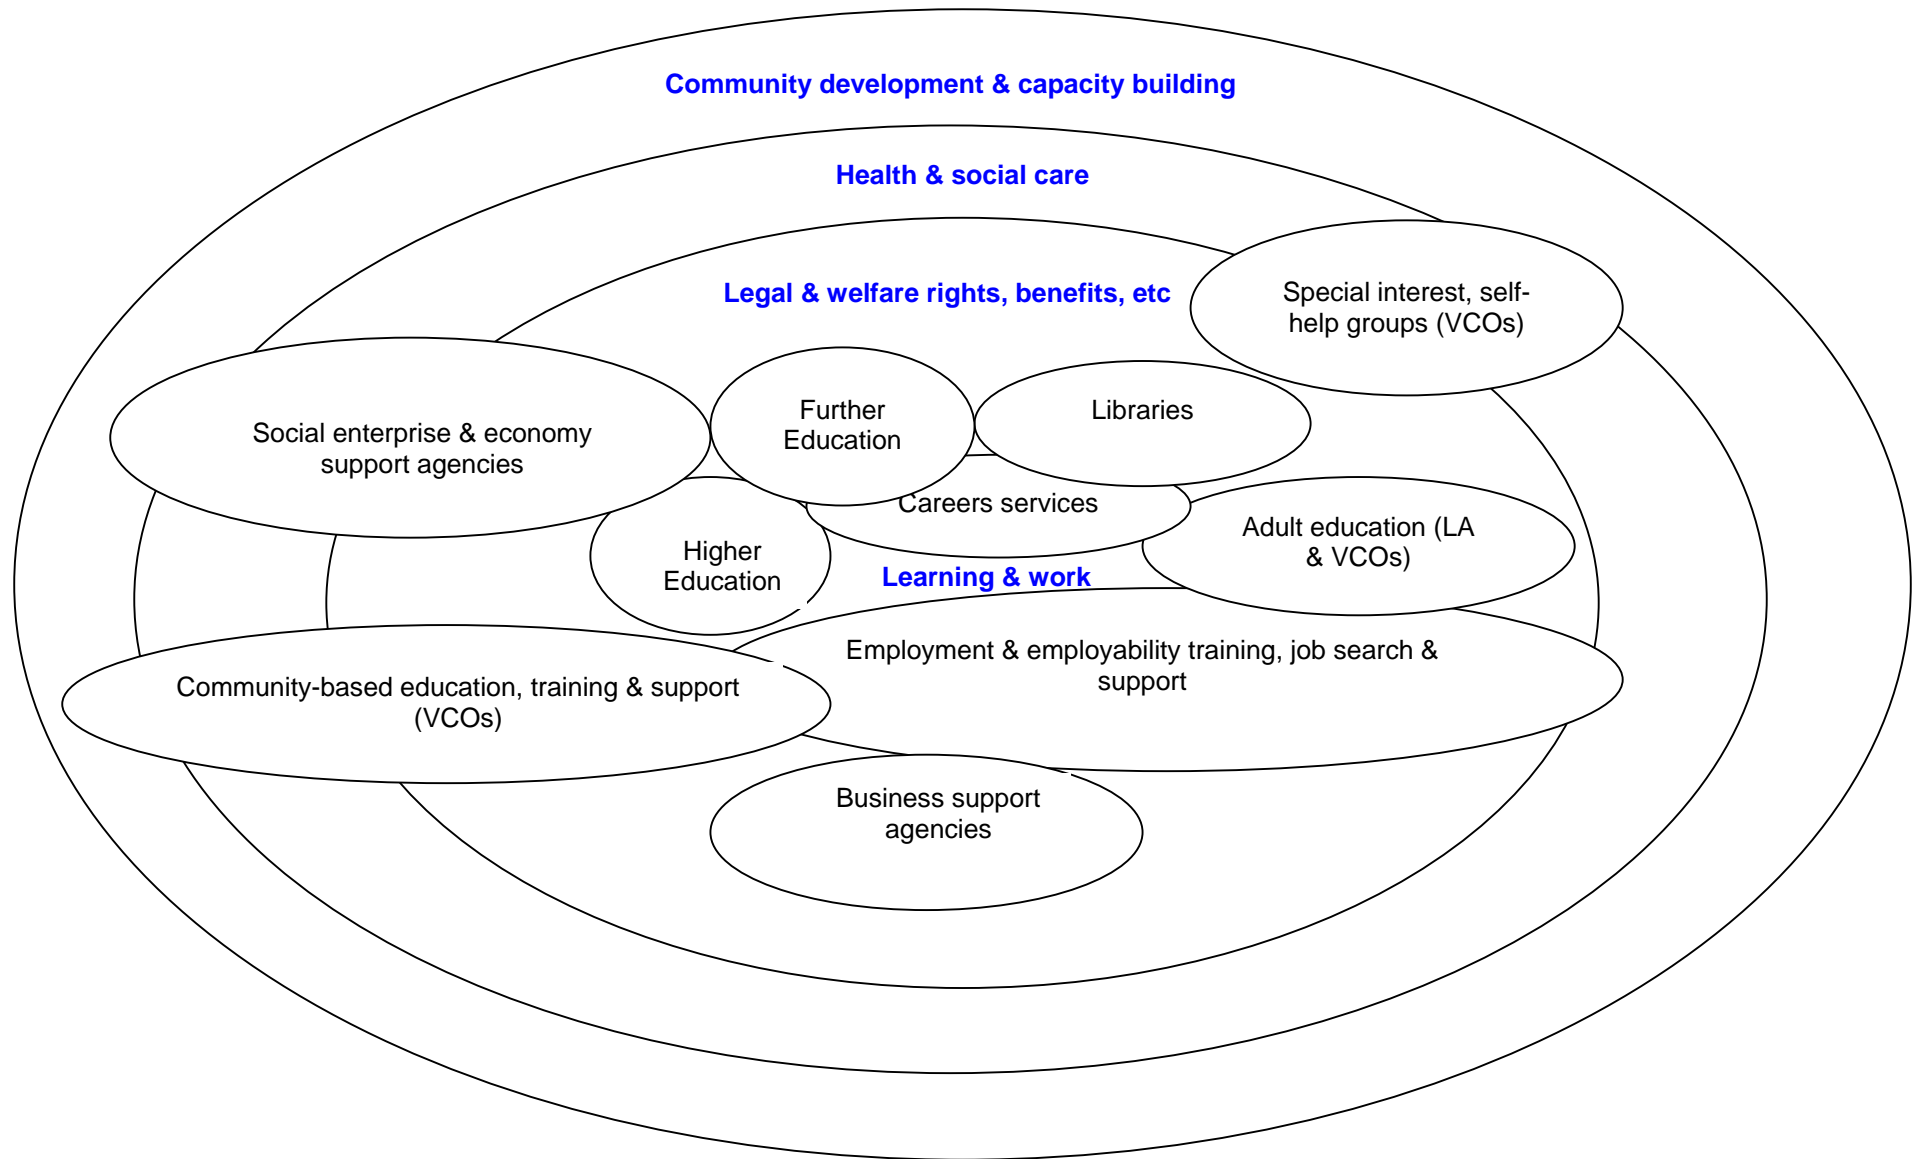 Community development & capacity building
Health & social care
Legal & welfare rights, benefits, etc
Special interest, self-
help groups (VCOs)
Further
Education
Libraries
Social enterprise & economy
support agencies
Careers services
Adult education (LA
& VCOs)
Higher
Education
Learning & work
Employment & employability training, job search &
support
Community-based education, training & support
(VCOs)
Business support
agencies